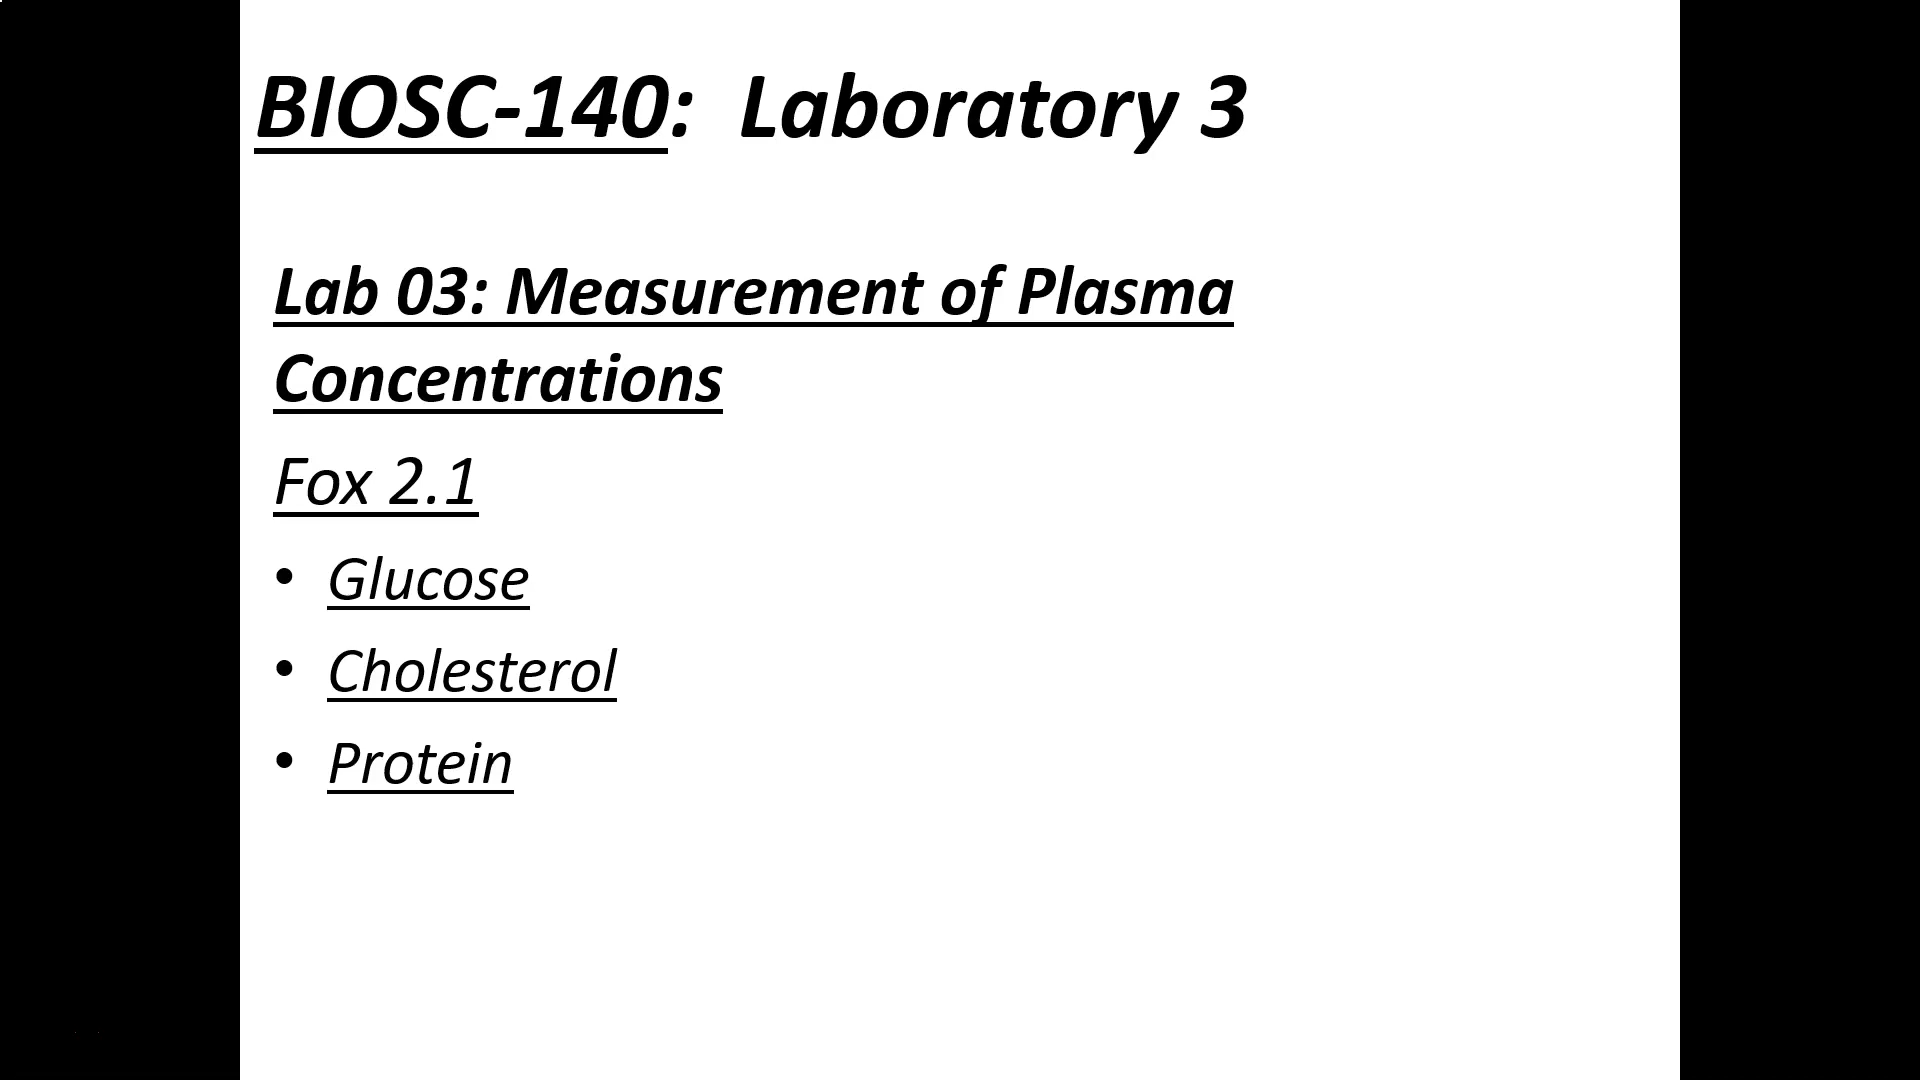 BIOSC-140:  Laboratory 3
Lab 03: Measurement of Plasma
Concentrations
Fox 2.1
• Glucose
• Cholesterol
• Protein